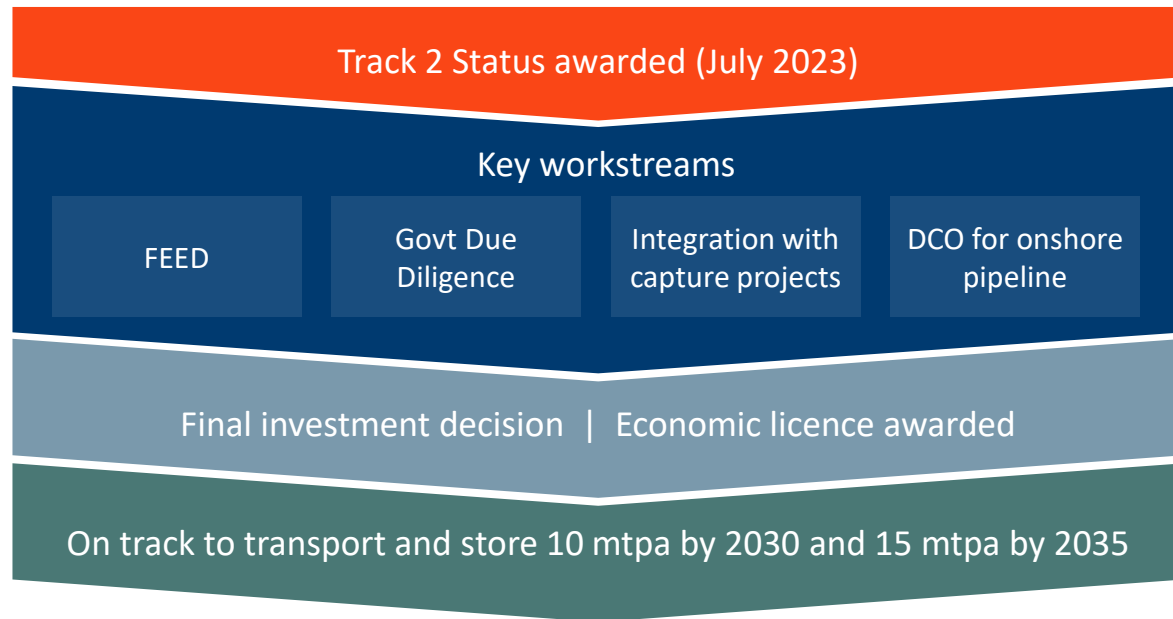 Track 2 Status awarded (July 2023)
Key workstreams
FEED
Govt Due
Diligence
Integration with
capture projects
DCO for onshore
pipeline
Final investment decision | Economic licence awarded
On track to transport and store 10 mtpa by 2030 and 15 mtpa by 2035